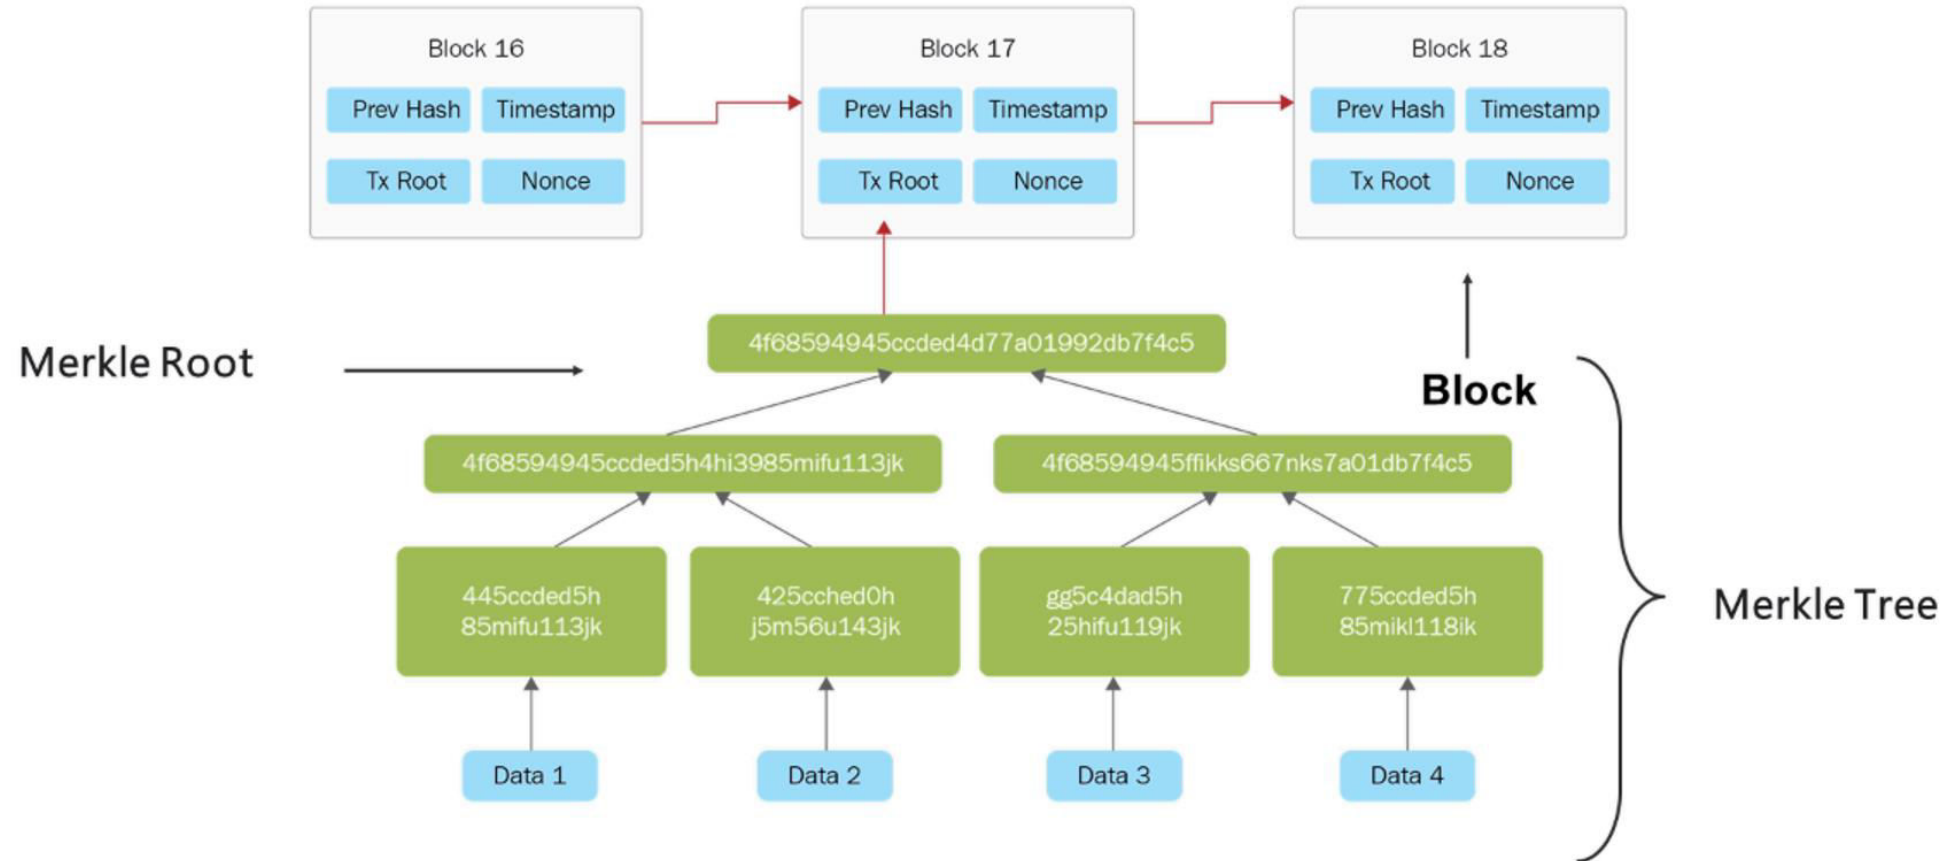 Block 16
Block 17
Block 18
Prev Hash
Timestamp
Prev Hash
Timestamp
Prev Hash
Timestamp
Tx Root
Nonce
Tx Root
Nonce
Tx Root
Nonce
4f68594945ccded4d77a01992db7f4c5
Merkle Root
Block
4f68594945ccded5h4hi3985mifu113jk
4f68594945ffikks667nks7a01db7f4c5
445ccded5h
85mifu113jk
425cched0h
j5m56u143jk
gg5c4dad5h
25hifu119jk
775ccded5h
85mikl118ik
Merkle Tree
Data 1
Data 2
Data 3
Data 4